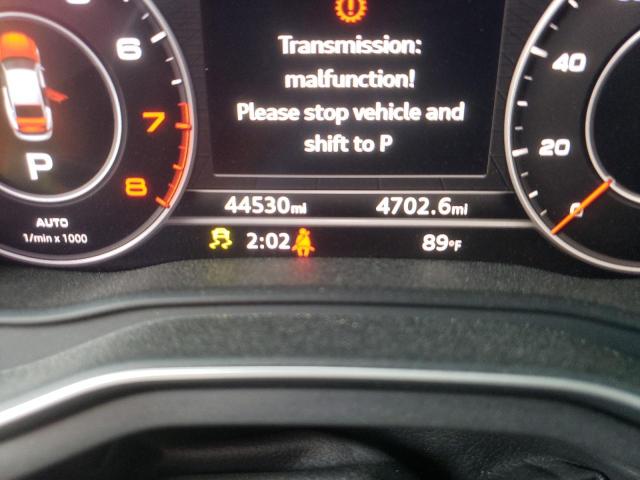 Transmission:
malfunction!
Please stop vehicle and
shift to P
6
7
8
P
AUTO
1/min x 1000
40
20
0
44530mi
4702.6mi
2:02
89°F